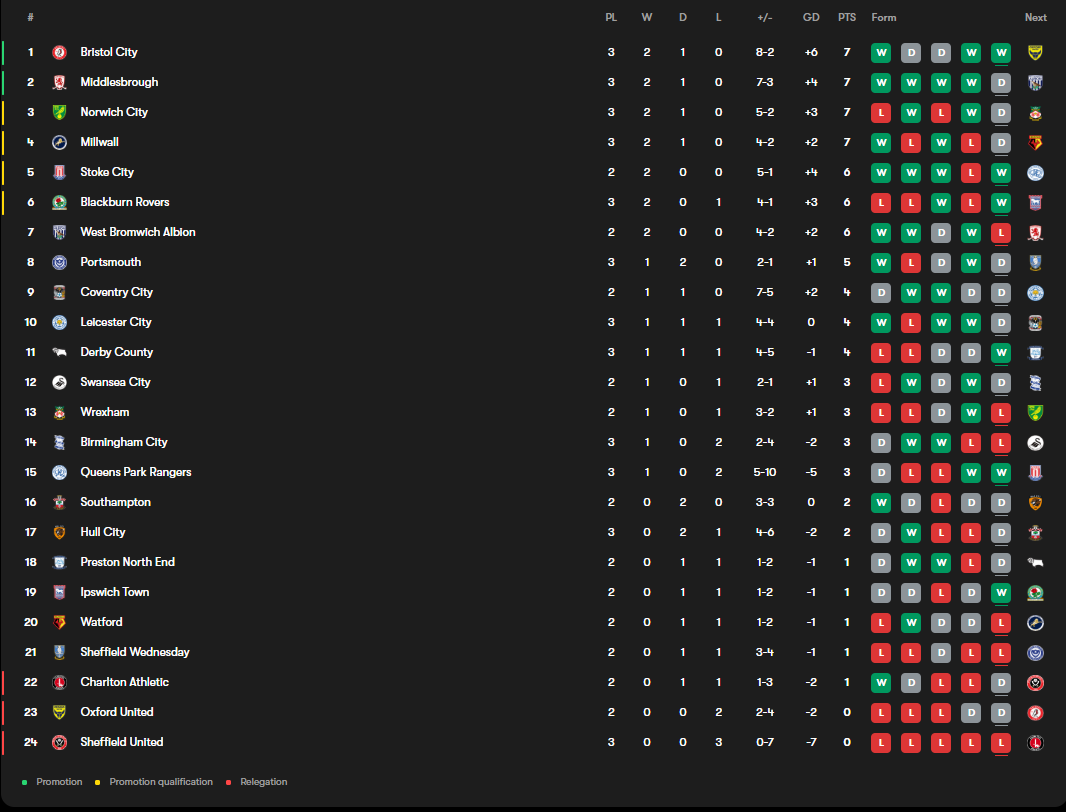 # PL W D L +/- GD PTS Form Next
1 Bristol City 3 2 1 0 8-2 +6 7 W D D W W
2 Middlesbrough 3 2 1 0 7-3 +4 7 W W W W D
3 Norwich City 3 2 1 0 5-2 +3 7 L W L W D
4 Millwall 3 2 1 0 4-2 +2 7 W L W L D
5 Stoke City 2 2 0 0 5-1 +4 6 W W W L W
6 Blackburn Rovers 3 2 0 1 4-1 +3 6 L L W L W
7 West Bromwich Albion 2 2 0 0 4-2 +2 6 W W D W L
8 Portsmouth 3 1 2 0 2-1 +1 5 W L D W D
9 Coventry City 2 1 1 0 7-5 +2 4 D W W D D
10 Leicester City 3 1 1 1 4-4 0 4 W L W W D
11 Derby County 3 1 1 1 4-5 -1 4 L L D D W
12 Swansea City 2 1 0 1 2-1 +1 3 L W D W D
13 Wrexham 2 1 0 1 3-2 +1 3 L L D W L
14 Birmingham City 3 1 0 2 2-4 -2 3 D W W L L
15 Queens Park Rangers 3 1 0 2 5-10 -5 3 D L L W W
16 Southampton 2 0 2 0 3-3 0 2 W D L D D
17 Hull City 3 0 2 1 4-6 -2 2 D W L L D
18 Preston North End 2 0 1 1 1-2 -1 1 D W W L D
19 Ipswich Town 2 0 1 1 1-2 -1 1 D D L D W
20 Watford 2 0 1 1 1-2 -1 1 L W D D L
21 Sheffield Wednesday 2 0 1 1 3-4 -1 1 L L D L L
22 Charlton Athletic 2 0 1 1 1-3 -2 1 W D L L D
23 Oxford United 2 0 0 2 2-4 -2 0 L L L D D
24 Sheffield United 3 0 0 3 0-7 -7 0 L L L L L
Promotion Promotion qualification Relegation